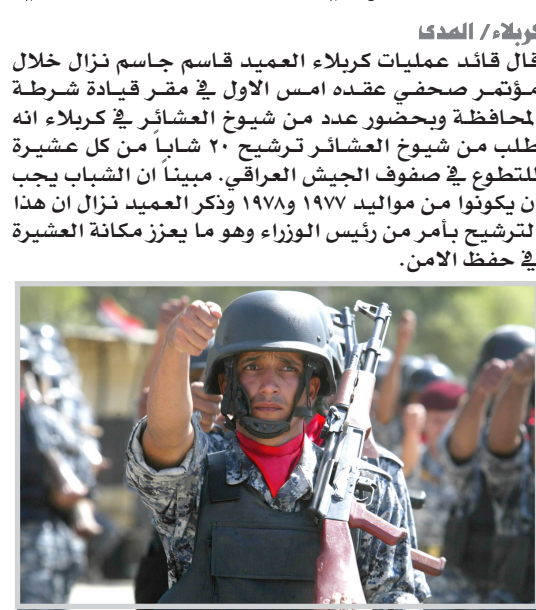 كربلاء/ المدى
قال قائد عمليات كربلاء العميد قاسم جاسم نزال خلال
مؤتمر صحفي عقده امس الاول في مقر قيادة شرطة
المحافظة وبحضور عدد من شيوخ العشائر في كربلاء انه
طلب من شيوخ العشائر ترشيح ٢٠ شاباً من كل عشيرة
للتطوع في صفوف الجيش العراقي. مبيناً ان الشباب يجب
ان يكونوا من مواليد ١٩٧٧ و١٩٧٨ وذكر العميد نزال ان هذا
الترشيح بأمر من رئيس الوزراء وهو ما يعزز مكانة العشيرة
في حفظ الامن.